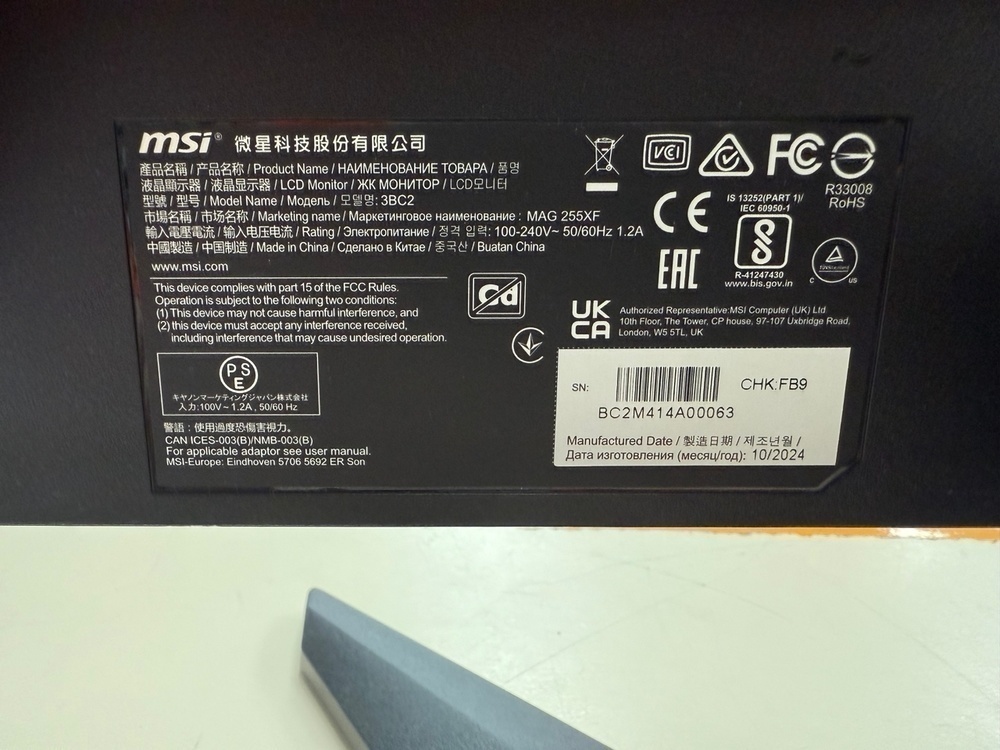 msi® 微星科技股份有限公司
產品名稱 / 产品名称 / Product Name / НАИМЕНОВАНИЕ ТОВАРА / 품명
液晶顯示器 / 液晶显示器 / LCD Monitor / ЖК МОНИТОР / LCD모니터
型號 / 型号 / Model Name / Модель / 모델명: 3BC2
市場名稱 / 市场名称 / Marketing name / Маркетинговое наименование : MAG 255XF
輸入電壓電流 / 输入电压电流 / Rating / Электропитание / 정격 입력: 100-240V~ 50/60Hz 1.2A
中國製造 / 中国制造 / Made in China / Сделано в Китае / 중국산 / Buatan China
www.msi.com
This device complies with part 15 of the FCC Rules.
Operation is subject to the following two conditions:
(1) This device may not cause harmful interference, and
(2) this device must accept any interference received,
including interference that may cause undesired operation.
PS
E
キヤノンマーケティングジャパン株式会社
入力:100V ~ 1.2A , 50/60 Hz
警語 : 使用過度恐傷害視力。
CAN ICES-003(B)/NMB-003(B)
For applicable adaptor see user manual.
MSI-Europe: Eindhoven 5706 5692 ER Son
Cd
VCI
FC
R33008
RoHS
CE
IS 13252(PART 1)/
IEC 60950-1
R-41247430
www.bis.gov.in
EAC
c
us
UK
CA
Authorized Representative:MSI Computer (UK) Ltd.
10th Floor, The Tower, CP house, 97-107 Uxbridge Road,
London, W5 5TL, UK
SN:
CHK:FB9
BC2M414A00063
Manufactured Date / 製造日期 / 제조년월 /
Дата изготовления (месяц/год): 10/2024